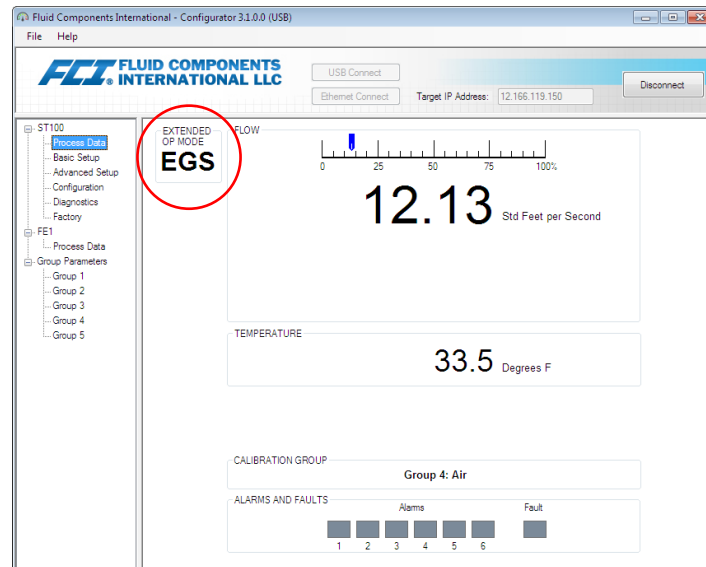 Fluid Components International - Configurator 3.1.0.0 (USB)
File Help
FCI. FLUID COMPONENTS
® INTERNATIONAL LLC
USB Connect
Ethernet Connect
Target IP Address: 12.166.119.150
Disconnect
ST100
Process Data
Basic Setup
Advanced Setup
Configuration
Diagnostics
Factory
FE1
Process Data
Group Parameters
Group 1
Group 2
Group 3
Group 4
Group 5
EXTENDED
OP MODE
EGS
FLOW
0 25 50 75 100%
12.13 Std Feet per Second
TEMPERATURE
33.5 Degrees F
CALIBRATION GROUP
Group 4: Air
ALARMS AND FAULTS
Alarms Fault
1 2 3 4 5 6